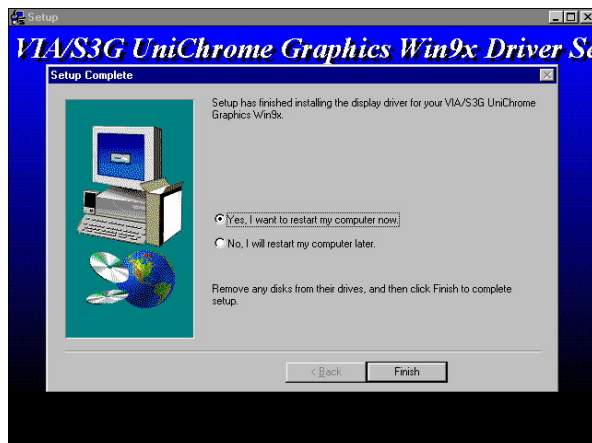 Setup
VIA/S3G UniChrome Graphics Win9x Driver Se
Setup Complete
Setup has finished installing the display driver for your VIA/S3G UniChrome
Graphics Win9x.
Yes, I want to restart my computer now.
No, I will restart my computer later.
Remove any disks from their drives, and then click Finish to complete
setup.
< Back
Finish